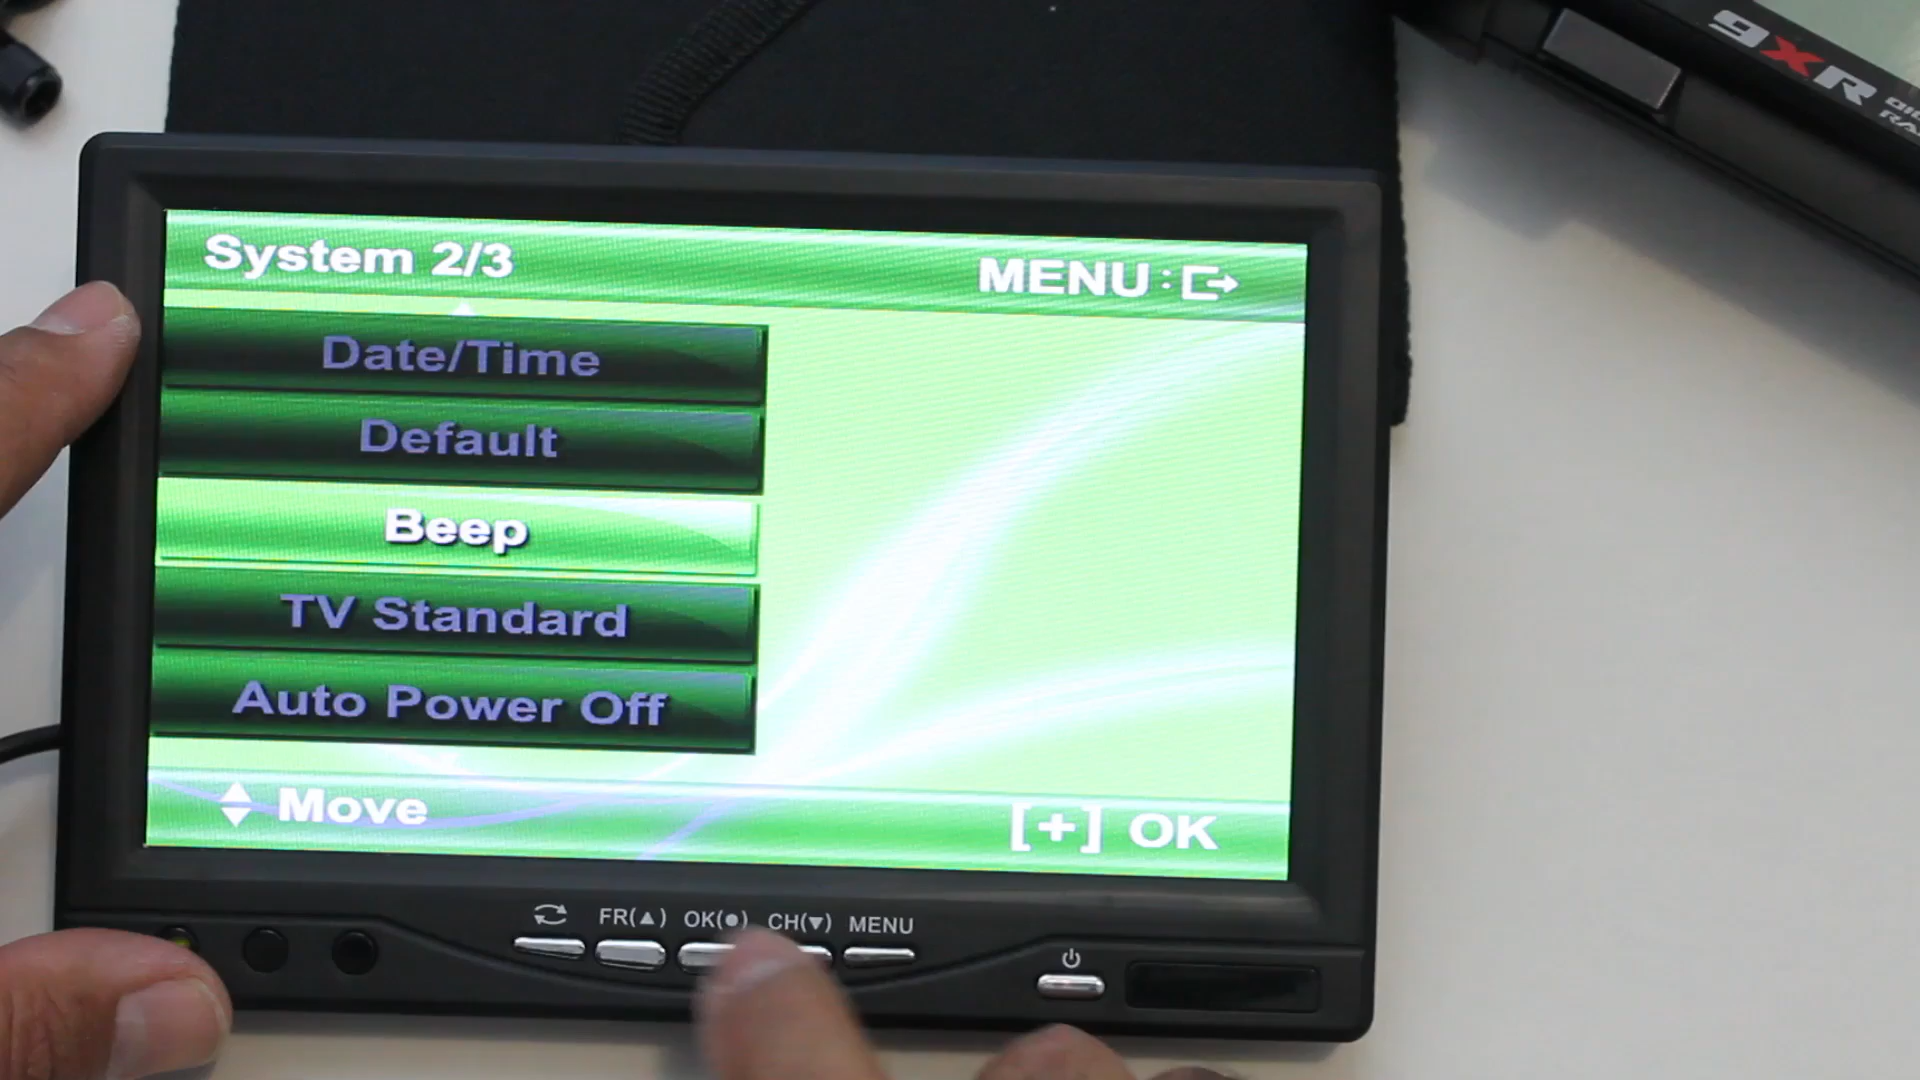 9XR
System 2/3
MENU:
Date/Time
Default
Beep
TV Standard
Auto Power Off
Move
[+] OK
FR(▲) OK(●) CH(▼) MENU